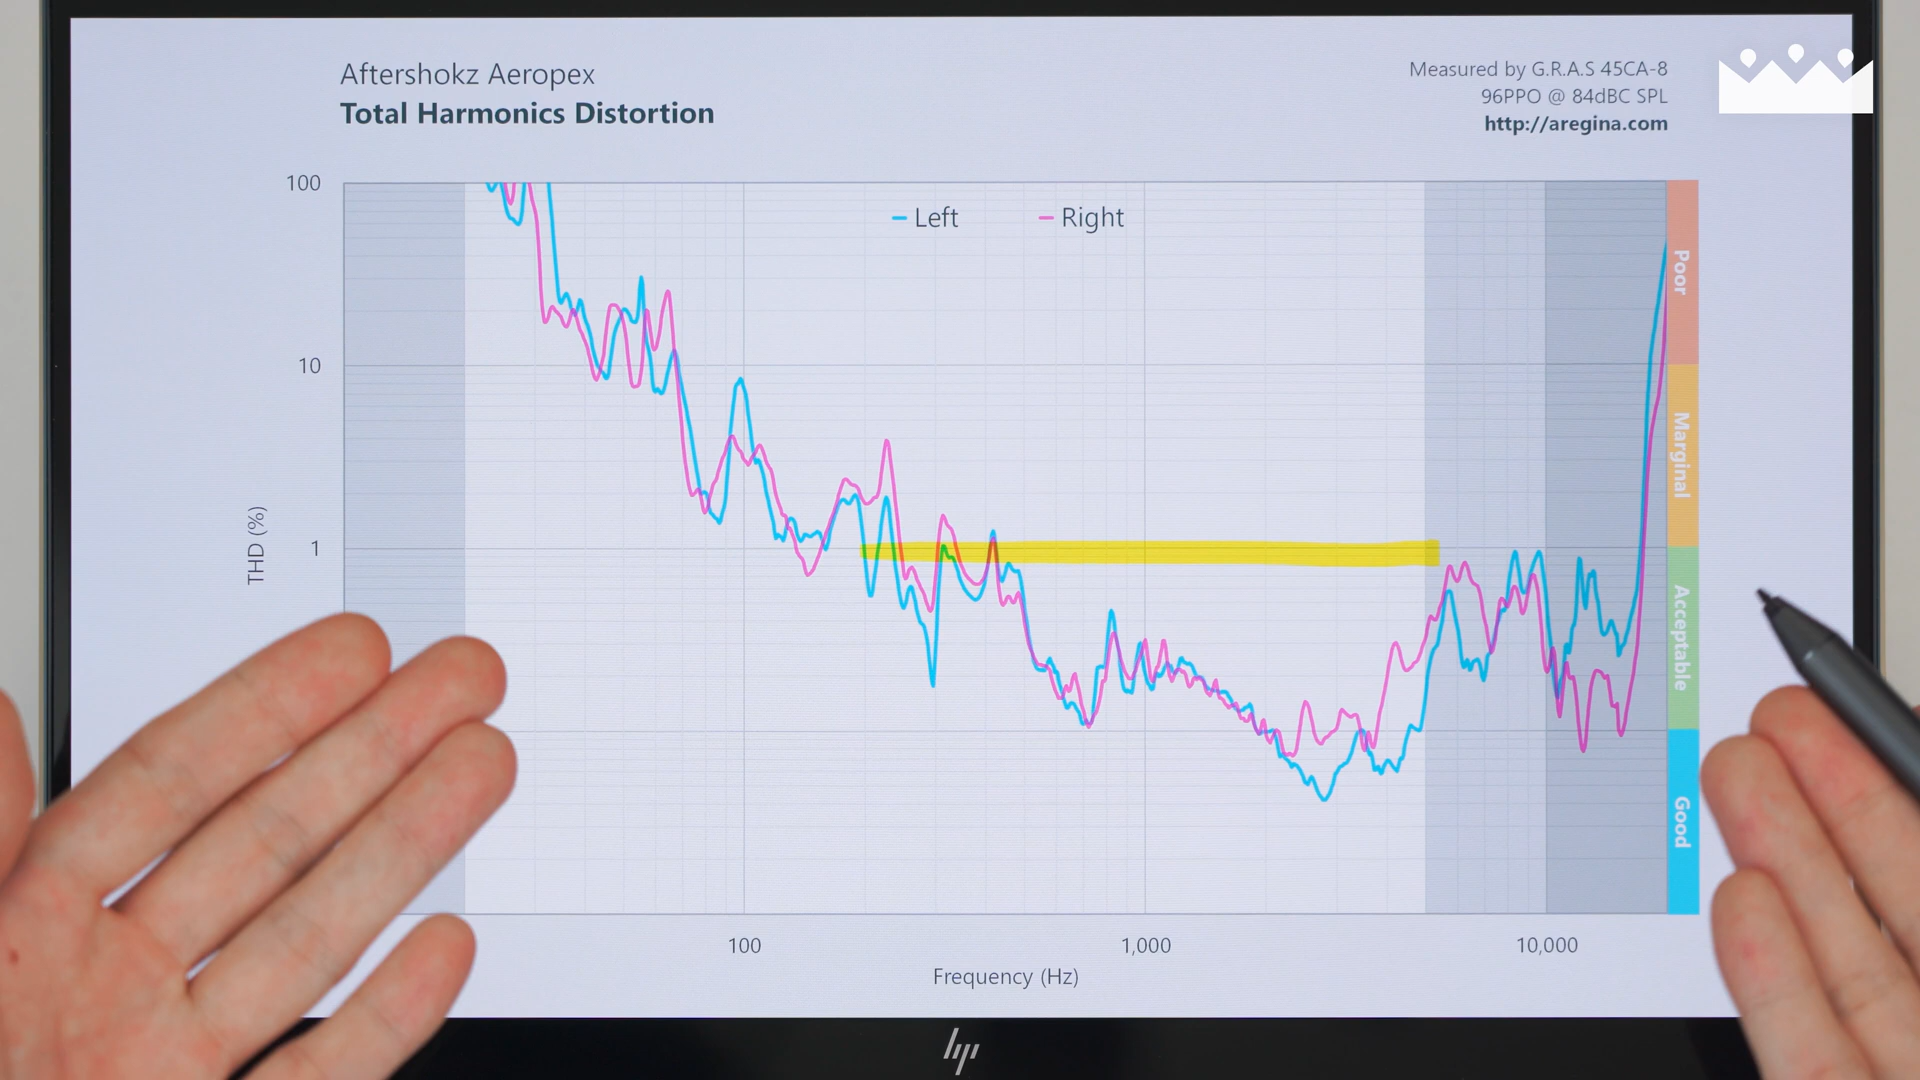 Aftershokz Aeropex
Total Harmonics Distortion
Measured by G.R.A.S 45CA-8
96PPO @ 84dBC SPL
http://aregina.com
100
10
1
THD (%)
Left
Right
Poor
Marginal
Acceptable
Good
100
1,000
10,000
Frequency (Hz)
hp